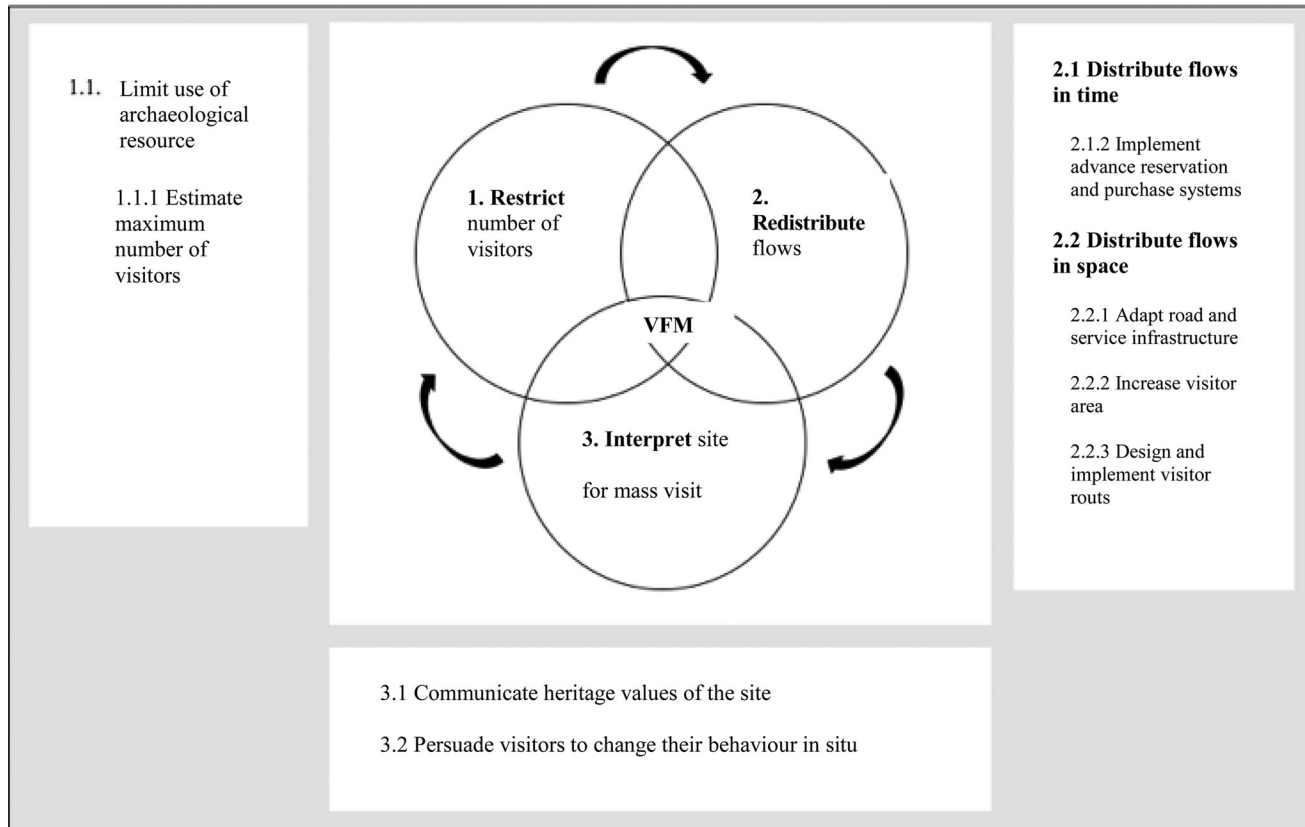 1.1. Limit use of
archaeological
resource
1.1.1 Estimate
maximum
number of
visitors
1. Restrict
number of
visitors
2.
Redistribute
flows
VFM
3. Interpret site
for mass visit
2.1 Distribute flows
in time
2.1.2 Implement
advance reservation
and purchase systems
2.2 Distribute flows
in space
2.2.1 Adapt road and
service infrastructure
2.2.2 Increase visitor
area
2.2.3 Design and
implement visitor
routs
3.1 Communicate heritage values of the site
3.2 Persuade visitors to change their behaviour in situ